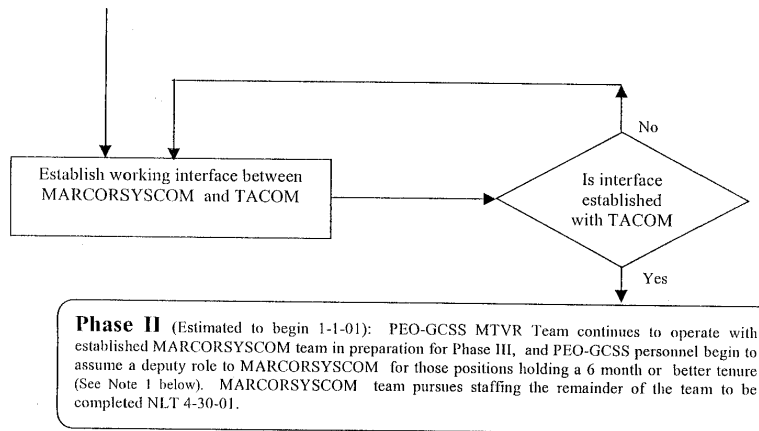 No
Establish working interface between
MARCORSYSCOM and TACOM
Is interface
established
with TACOM
Yes
Phase II (Estimated to begin 1-1-01): PEO-GCSS MTVR Team continues to operate with
established MARCORSYSCOM team in preparation for Phase III, and PEO-GCSS personnel begin to
assume a deputy role to MARCORSYSCOM for those positions holding a 6 month or better tenure
(See Note 1 below). MARCORSYSCOM team pursues staffing the remainder of the team to be
completed NLT 4-30-01.